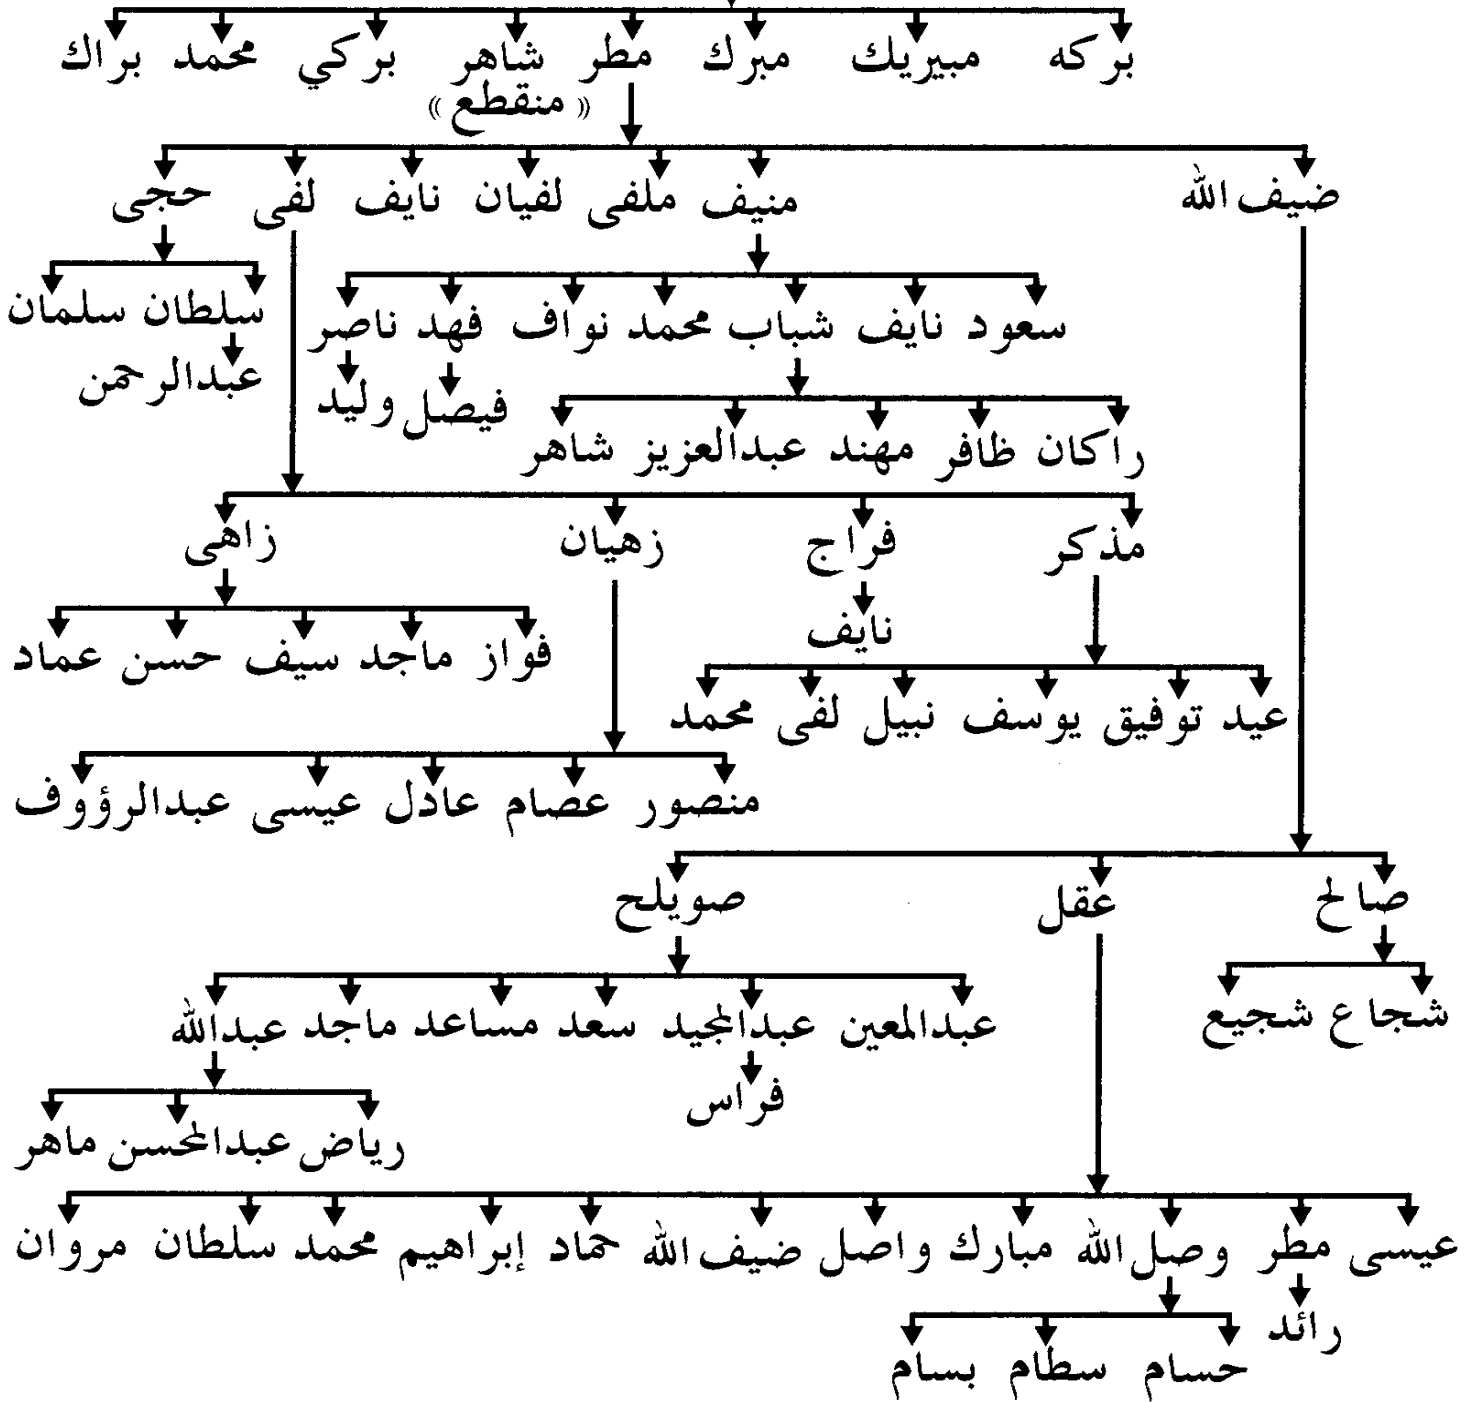 بركه مبيريك مبرك مطر شاهر بركي محمد براك
« منقطع »
ضيف الله منيف ملفى لفيان نايف لفى حجى
سلطان سلمان
سعود نايف شباب محمد نواف فهد ناصر
عبدالرحمن
فيصل وليد
راكان ظافر مهند عبدالعزيز شاهر
مذكر فراج زهيان زاهى
نايف
فواز ماجد سيف حسن عماد
عيد توفيق يوسف نبيل لفى محمد
منصور عصام عادل عيسى عبدالرؤوف
صالح عقل صويلح
شجاع شجيع
عبدالمعين عبدالمجيد سعد مساعد ماجد عبدالله
فراس
رياض عبدالمحسن ماهر
عيسى مطر وصل الله مبارك واصل ضيف الله حماد إبراهيم محمد سلطان مروان
رائد
حسام سطام بسام